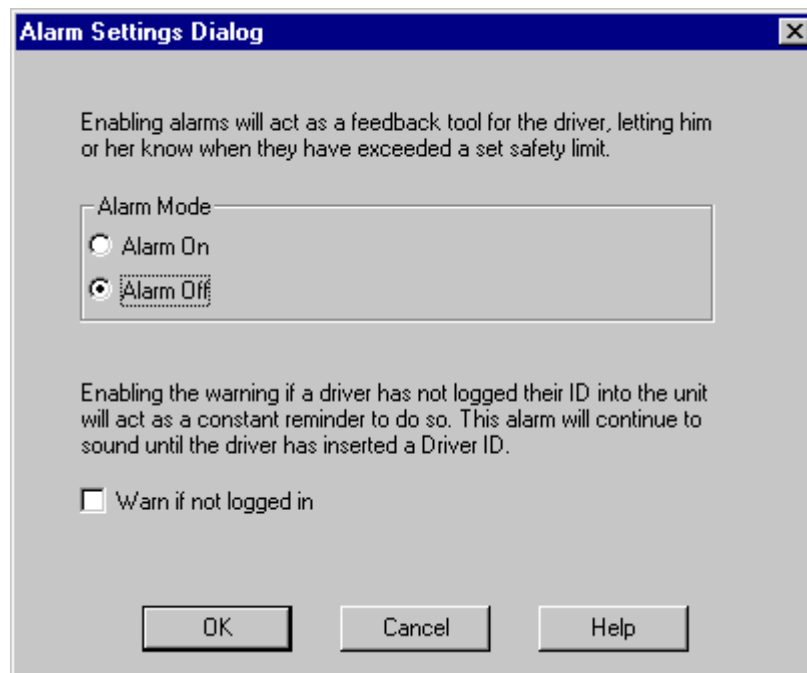 Alarm Settings Dialog
Enabling alarms will act as a feedback tool for the driver, letting him
or her know when they have exceeded a set safety limit.
Alarm Mode
Alarm On
Alarm Off
Enabling the warning if a driver has not logged their ID into the unit
will act as a constant reminder to do so. This alarm will continue to
sound until the driver has inserted a Driver ID.
Warn if not logged in
OK
Cancel
Help